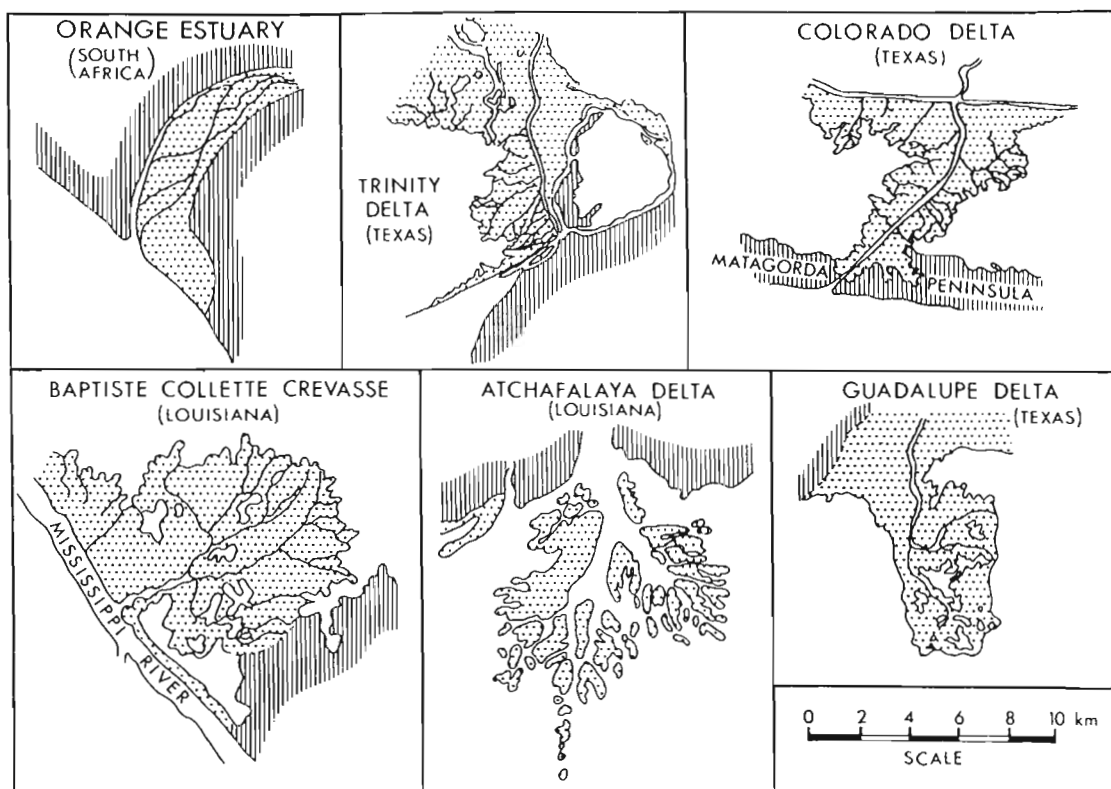 ORANGE ESTUARY
(SOUTH AFRICA)
TRINITY
DELTA
(TEXAS)
COLORADO DELTA
(TEXAS)
MATAGORDA
PENINSULA
BAPTISTE COLLETTE CREVASSE
(LOUISIANA)
MISSISSIPPI
RIVER
ATCHAFALAYA DELTA
(LOUISIANA)
GUADALUPE DELTA
(TEXAS)
0 2 4 6 8 10 km
SCALE